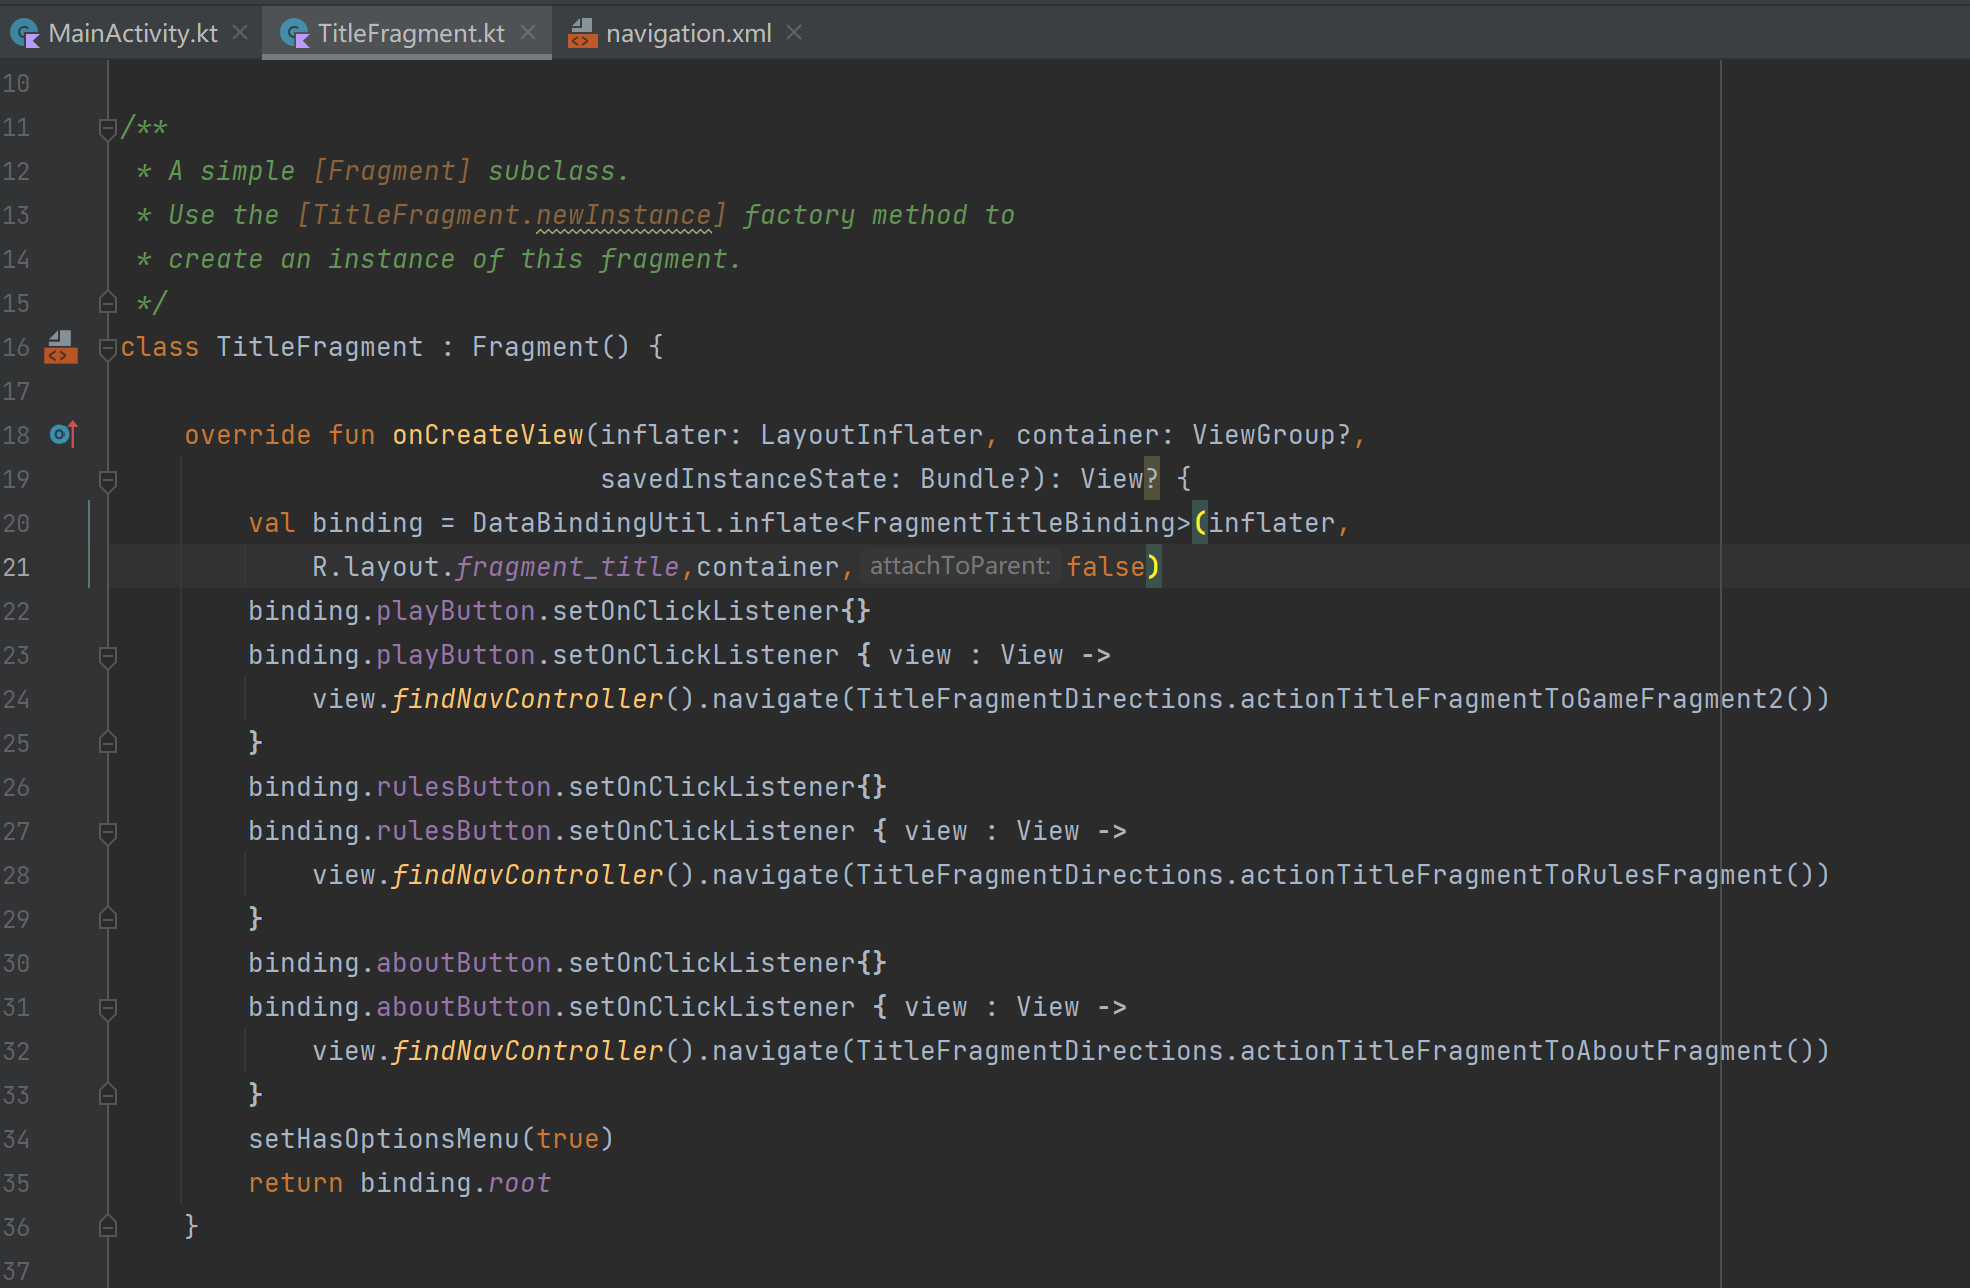 MainActivity.kt TitleFragment.kt navigation.xml
10
11 /**
12 * A simple [Fragment] subclass.
13 * Use the [TitleFragment.newInstance] factory method to
14 * create an instance of this fragment.
15 */
16 class TitleFragment : Fragment() {
17
18 override fun onCreateView(inflater: LayoutInflater, container: ViewGroup?,
19 savedInstanceState: Bundle?): View? {
20 val binding = DataBindingUtil.inflate<FragmentTitleBinding>(inflater,
21 R.layout.fragment_title,container, attachToParent: false)
22 binding.playButton.setOnClickListener{}
23 binding.playButton.setOnClickListener { view : View ->
24 view.findNavController().navigate(TitleFragmentDirections.actionTitleFragmentToGameFragment2())
25 }
26 binding.rulesButton.setOnClickListener{}
27 binding.rulesButton.setOnClickListener { view : View ->
28 view.findNavController().navigate(TitleFragmentDirections.actionTitleFragmentToRulesFragment())
29 }
30 binding.aboutButton.setOnClickListener{}
31 binding.aboutButton.setOnClickListener { view : View ->
32 view.findNavController().navigate(TitleFragmentDirections.actionTitleFragmentToAboutFragment())
33 }
34 setHasOptionsMenu(true)
35 return binding.root
36 }
37